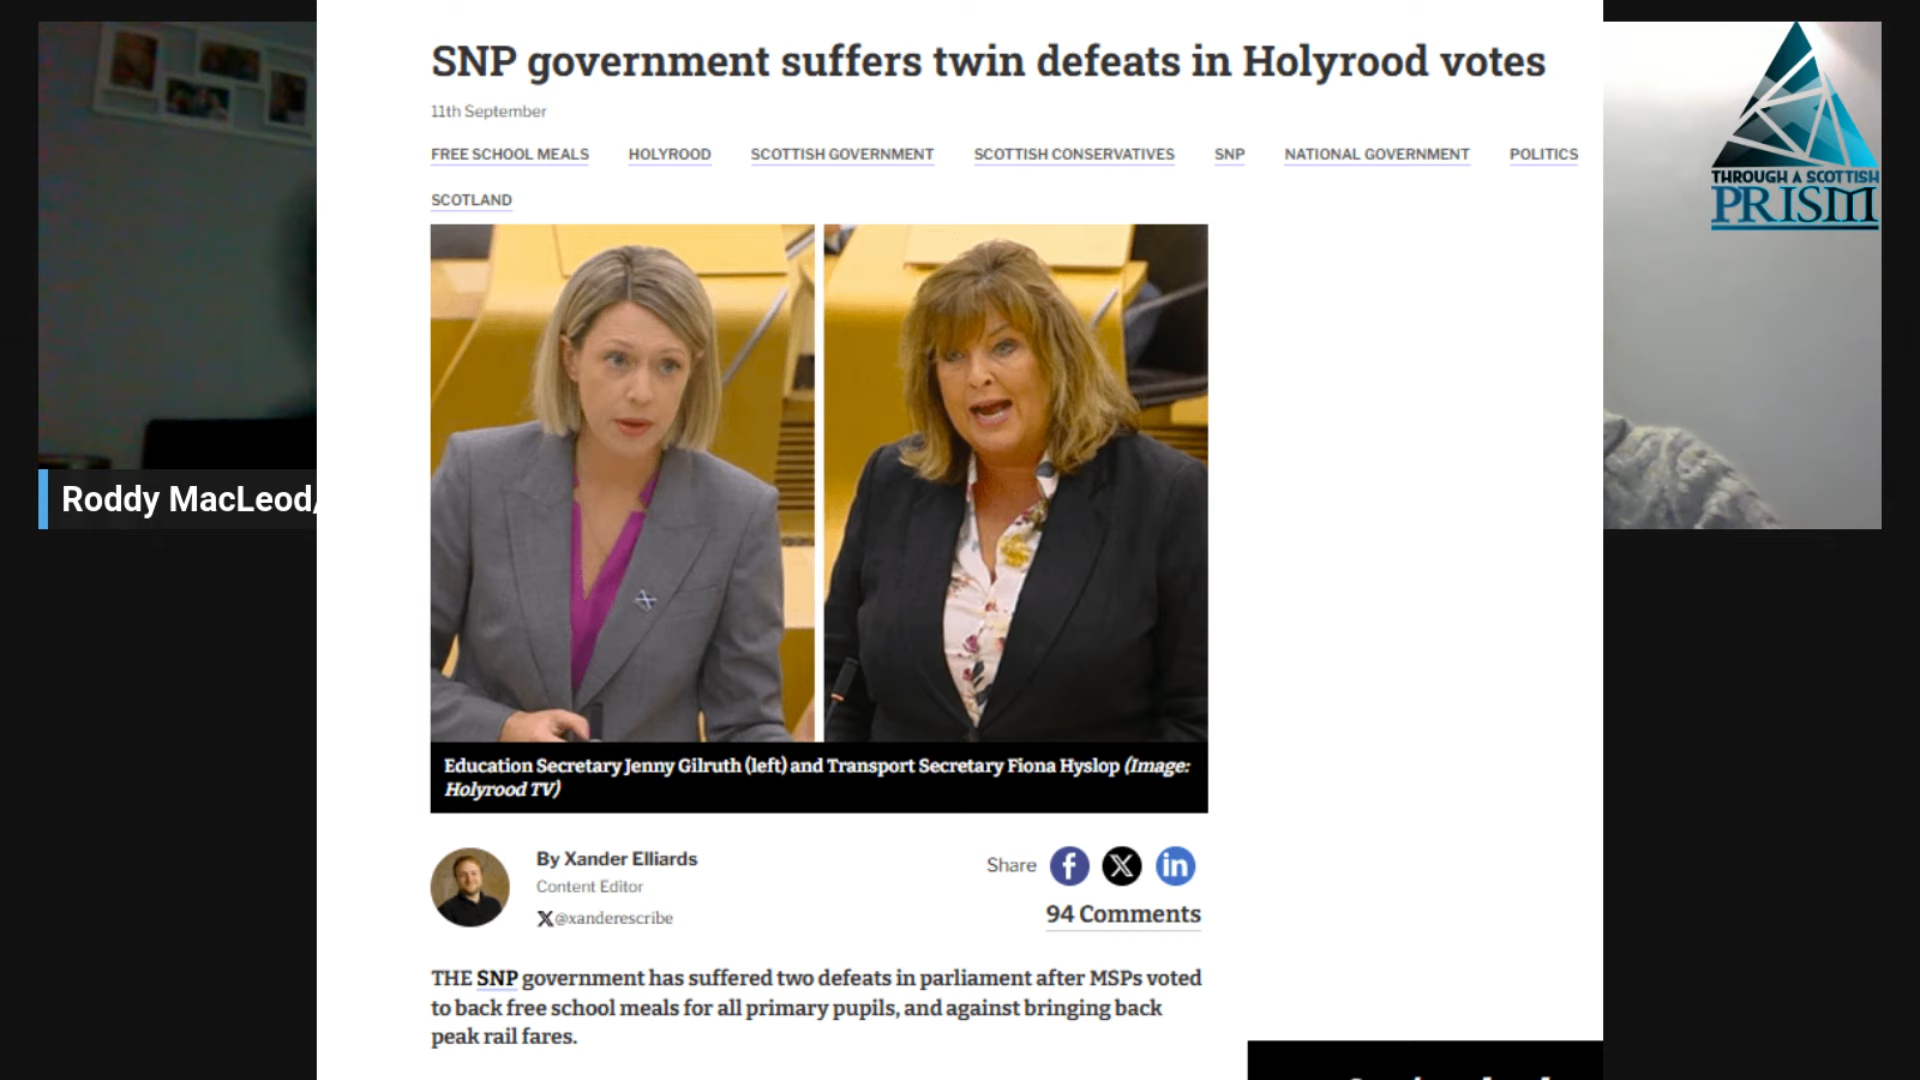 SNP government suffers twin defeats in Holyrood votes
11th September
FREE SCHOOL MEALS HOLYROOD SCOTTISH GOVERNMENT SCOTTISH CONSERVATIVES SNP NATIONAL GOVERNMENT POLITICS
SCOTLAND
THROUGH A SCOTTISH
PRISM
Roddy MacLeod/
Education Secretary Jenny Gilruth (left) and Transport Secretary Fiona Hyslop (Image:
Holyrood TV)
By Xander Elliards
Content Editor
X@xanderescribe
Share f X in
94 Comments
THE SNP government has suffered two defeats in parliament after MSPs voted
to back free school meals for all primary pupils, and against bringing back
peak rail fares.